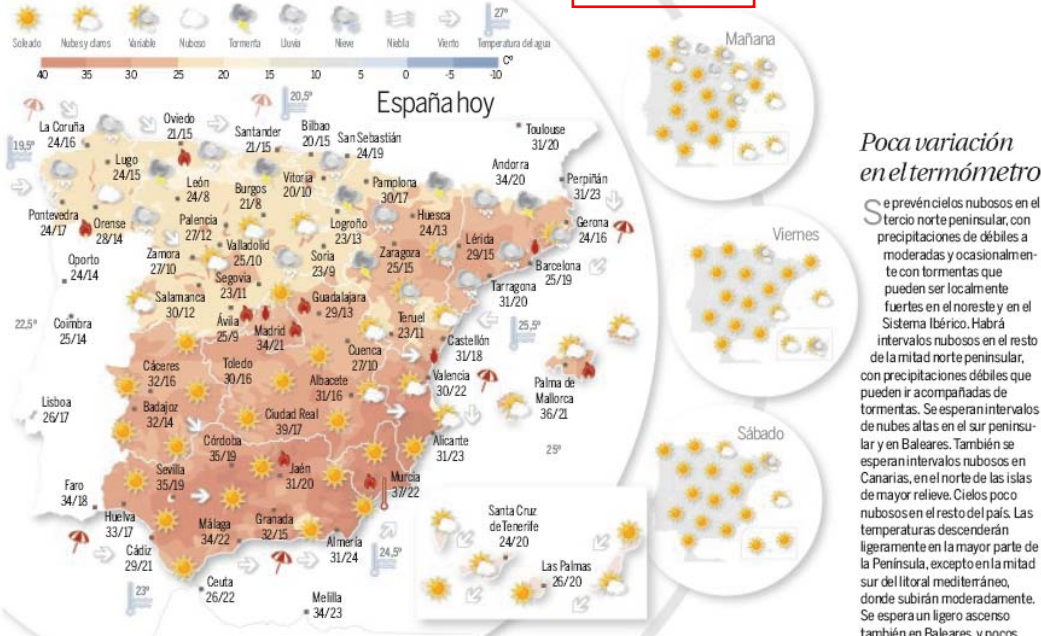 27º
Soleado Nubes y claros Variable Nuboso Tormenta Lluvia Nieve Niebla Viento Temperatura del agua
Cº
40 35 30 25 20 15 10 5 0 -5 -10
España hoy
20,5º
19,5º
La Coruña
24/16
Oviedo
21/15
Santander
21/15
Bilbao
20/15
San Sebastián
24/19
Toulouse
31/20
Lugo
24/15
León
24/8
Burgos
21/8
Vitoria
20/10
Pamplona
30/17
Andorra
34/20
Perpiñán
31/23
Pontevedra
24/17
Orense
28/14
Palencia
27/12
Logroño
23/13
Huesca
24/13
Gerona
24/16
Oporto
24/14
Zamora
27/10
Valladolid
25/10
Soria
23/9
Zaragoza
25/15
Lérida
29/15
Barcelona
25/19
Segovia
23/11
Tarragona
31/20
Salamanca
30/12
Guadalajara
29/13
22,5º
Coimbra
25/14
Ávila
25/9
Madrid
34/21
Teruel
23/11
25,5º
Castellón
31/18
Cuenca
27/10
Cáceres
32/16
Toledo
30/16
Albacete
31/16
Valencia
30/22
Palma de
Mallorca
36/21
Lisboa
26/17
Badajoz
32/14
Ciudad Real
39/17
Córdoba
35/19
Alicante
31/23
25º
Sevilla
35/19
Jaén
31/20
Murcia
37/22
Faro
34/18
Huelva
33/17
Málaga
34/22
Granada
32/15
Almería
31/24
24,5º
Cádiz
29/21
23º
Ceuta
26/22
Melilla
34/23
Santa Cruz
de Tenerife
24/20
Las Palmas
26/20
Mañana
Viernes
Sábado
Poca variación
en el termómetro
Se prevén cielos nubosos en el
tercio norte peninsular, con
precipitaciones de débiles a
moderadas y ocasionalmen-
te con tormentas que
pueden ser localmente
fuertes en el noreste y en el
Sistema Ibérico. Habrá
intervalos nubosos en el resto
de la mitad norte peninsular,
con precipitaciones débiles que
pueden ir acompañadas de
tormentas. Se esperan intervalos
de nubes altas en el sur peninsu-
lar y en Baleares. También se
esperan intervalos nubosos en
Canarias, en el norte de las islas
de mayor relieve. Cielos poco
nubosos en el resto del país. Las
temperaturas descenderán
ligeramente en la mayor parte de
la Península, excepto en la mitad
sur del litoral mediterráneo,
donde subirán moderadamente.
Se espera un ligero ascenso
también en Baleares, y pocos